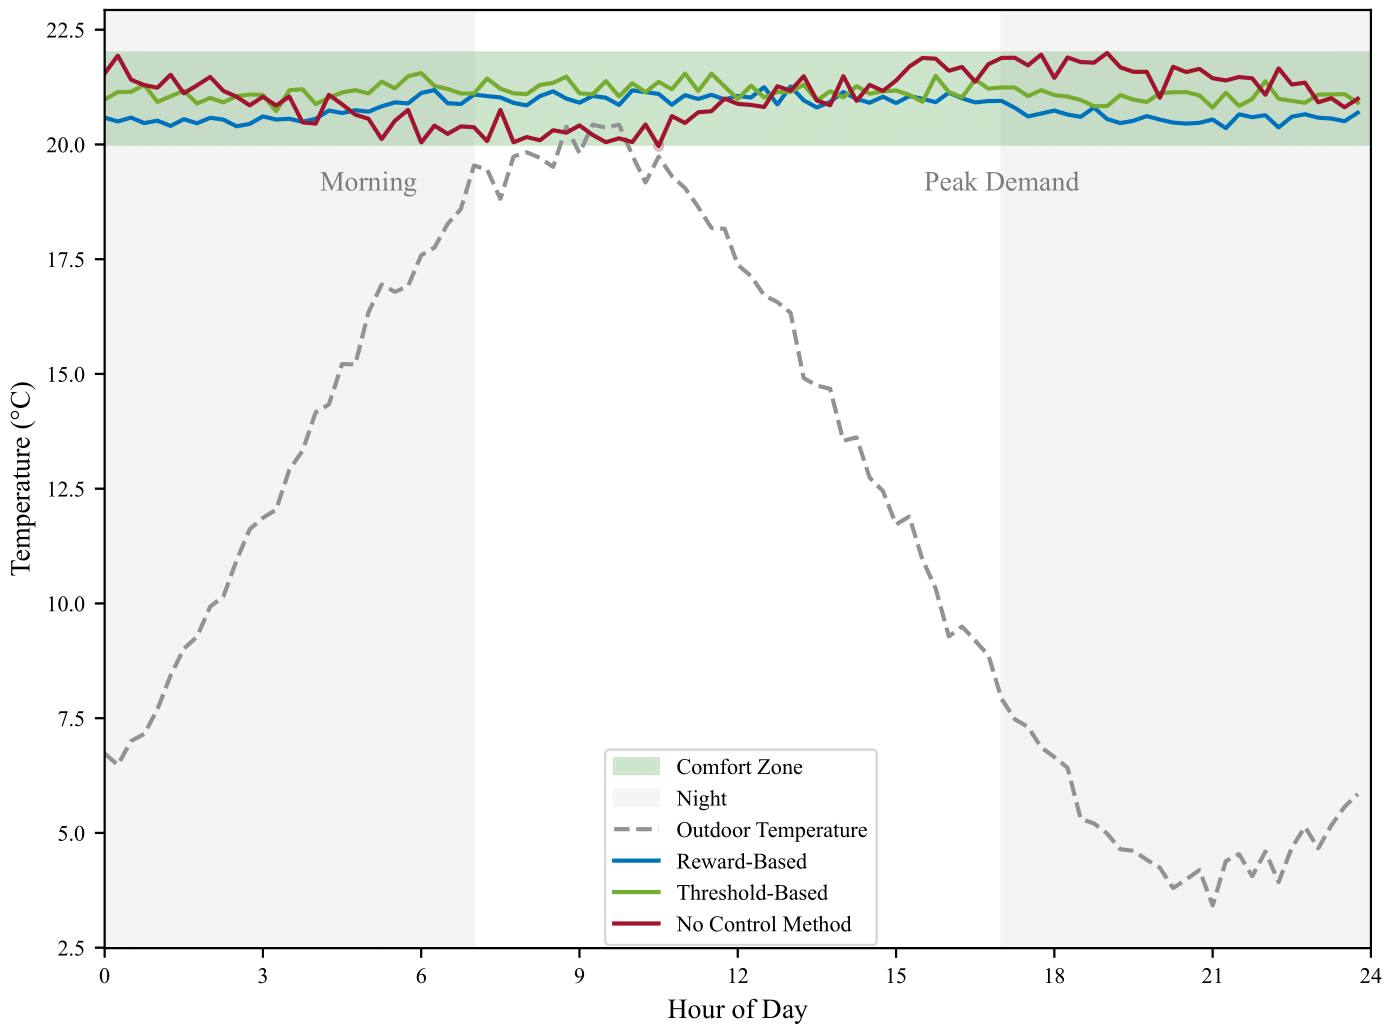 22.5
20.0
17.5
15.0
12.5
10.0
7.5
5.0
2.5
Temperature (°C)
Morning
Peak Demand
Comfort Zone
Night
Outdoor Temperature
Reward-Based
Threshold-Based
No Control Method
0 3 6 9 12 15 18 21 24
Hour of Day